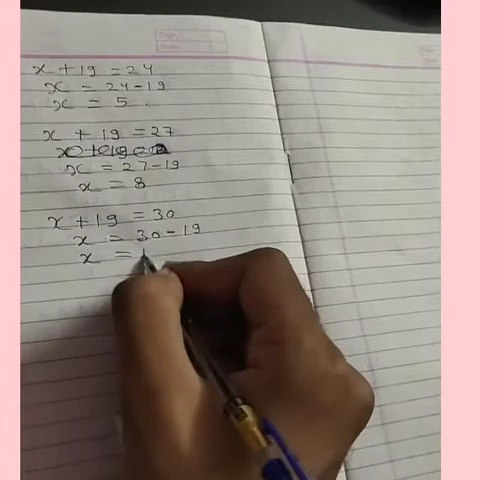 x + 19 = 24
x = 24 - 19
x = 5 .
x + 19 = 27
x = 27 - 19
x = 8
x + 19 = 30
x = 30 - 19
x = 1